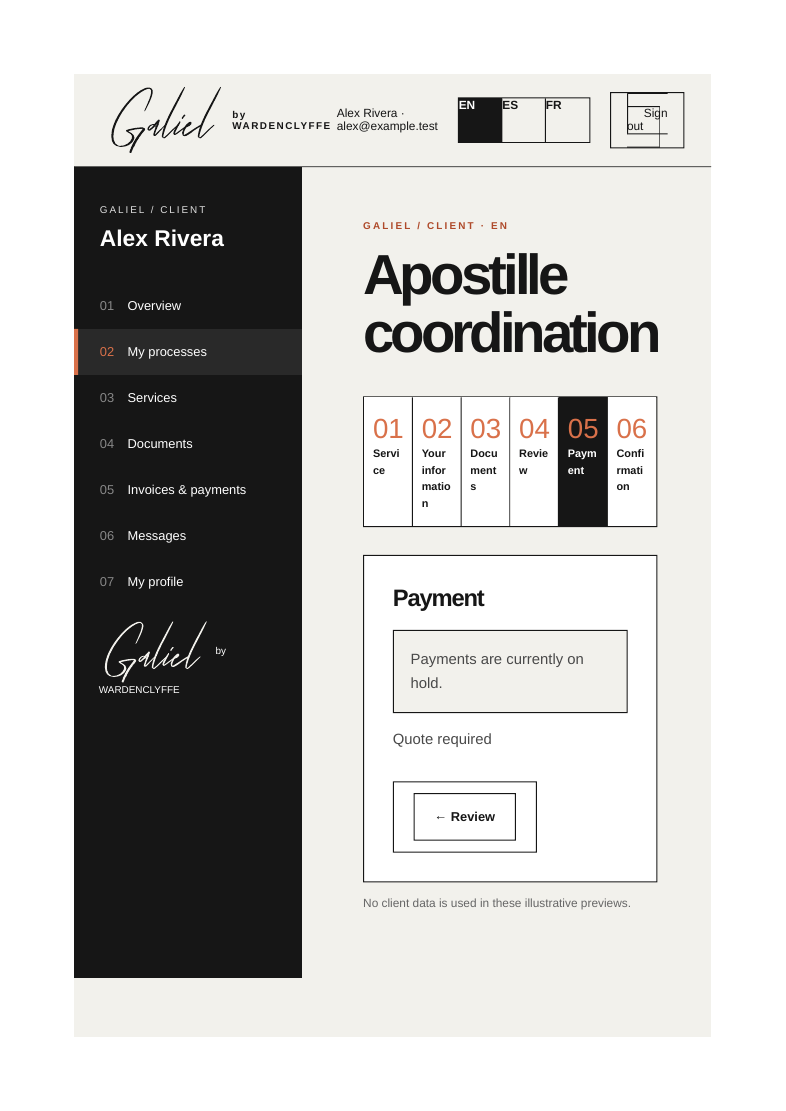 Galiel by WARDENCLYFFE
Alex Rivera ·
alex@example.test
EN ES FR
Sign
out
GALIEL / CLIENT
Alex Rivera
01 Overview
02 My processes
03 Services
04 Documents
05 Invoices & payments
06 Messages
07 My profile
Galiel by
WARDENCLYFFE
GALIEL / CLIENT · EN
Apostille
coordination
01 02 03 04 05 06
Servi
ce
Your
infor
matio
n
Docu
ment
s
Revie
w
Paym
ent
Confi
rmati
on
Payment
Payments are currently on
hold.
Quote required
← Review
No client data is used in these illustrative previews.